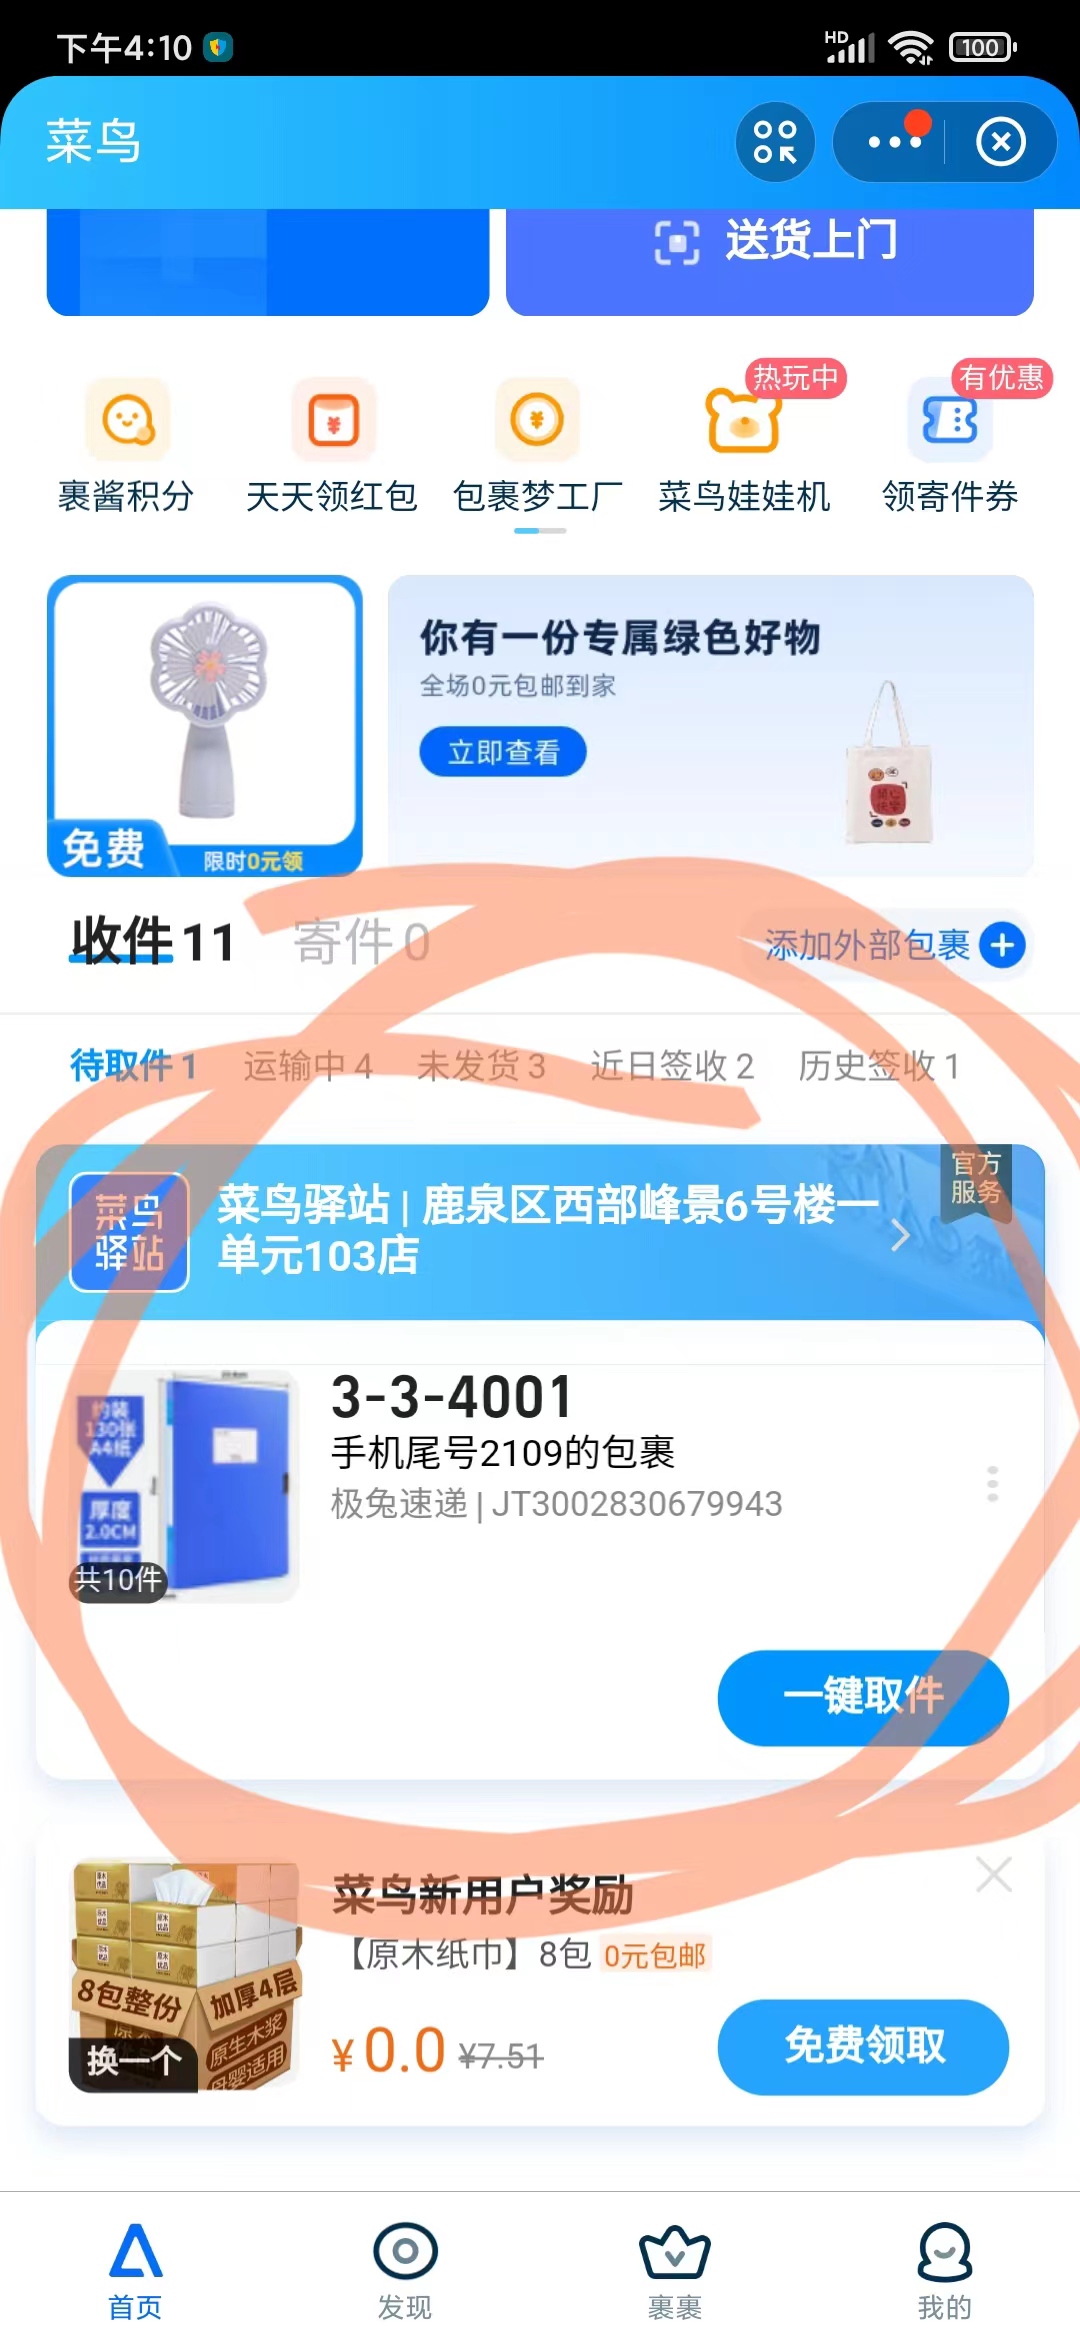 下午4:10
HD
100
菜鸟
送货上门
热玩中
有优惠
裹酱积分
天天领红包
包裹梦工厂
菜鸟娃娃机
领寄件券
你有一份专属绿色好物
全场0元包邮到家
立即查看
免费
限时0元领
收件 11
寄件 0
添加外部包裹
待取件 1
运输中 4
未发货 3
近日签收 2
历史签收 1
官方
服务
菜鸟
驿站
菜鸟驿站 | 鹿泉区西部峰景6号楼一
单元103店
约装
130张
A4纸
厚度
2.0CM
共10件
3-3-4001
手机尾号2109的包裹
极兔速递 | JT3002830679943
一键取件
8包整份
加厚4层
原生木浆
母婴适用
换一个
菜鸟新用户奖励
【原木纸巾】8包 0元包邮
¥ 0.0 ¥7.51
免费领取
首页
发现
裹裹
我的